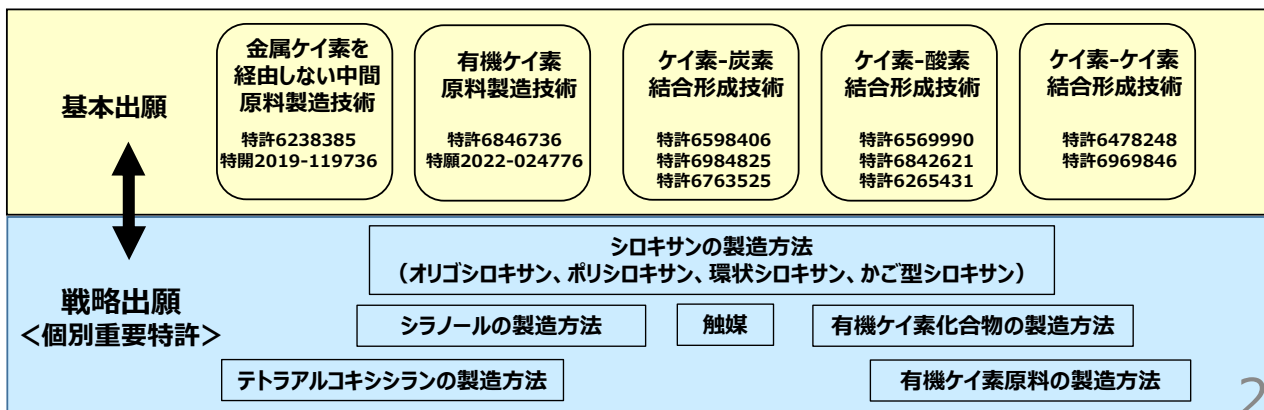 基本出願
金属ケイ素を
経由しない中間
原料製造技術
特許6238385
特開2019-119736
有機ケイ素
原料製造技術
特許6846736
特願2022-024776
ケイ素-炭素
結合形成技術
特許6598406
特許6984825
特許6763525
ケイ素-酸素
結合形成技術
特許6569990
特許6842621
特許6265431
ケイ素-ケイ素
結合形成技術
特許6478248
特許6969846
戦略出願
<個別重要特許>
シロキサンの製造方法
（オリゴシロキサン、ポリシロキサン、環状シロキサン、かご型シロキサン）
シラノールの製造方法
触媒
有機ケイ素化合物の製造方法
テトラアルコキシシランの製造方法
有機ケイ素原料の製造方法
2